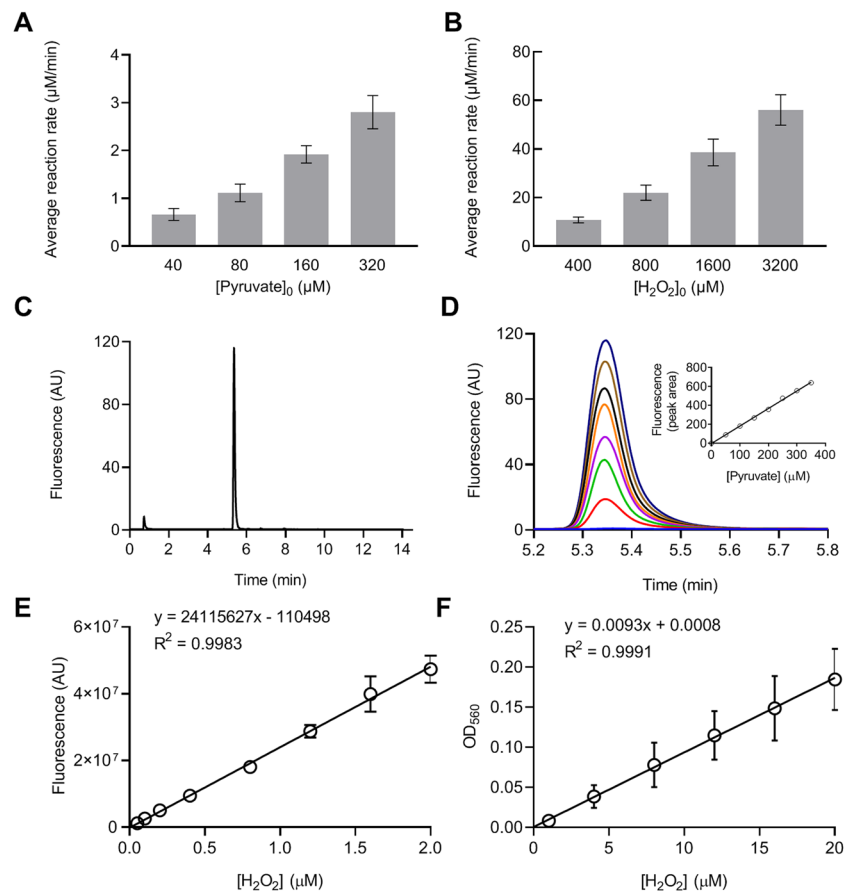 A
Average reaction rate (μM/min)
4
3
2
1
0
40 80 160 320
[Pyruvate]₀ (μM)
B
Average reaction rate (μM/min)
80
60
40
20
0
400 800 1600 3200
[H₂O₂]₀ (μM)
C
Fluorescence (AU)
120
80
40
0
0 2 4 6 8 10 12 14
Time (min)
D
Fluorescence (AU)
120
80
40
0
5.2 5.3 5.4 5.5 5.6 5.7 5.8
Time (min)
Fluorescence
(peak area)
800
600
400
200
0
0 100 200 300 400
[Pyruvate] (μM)
E
y = 24115627x - 110498
R² = 0.9983
Fluorescence (AU)
6×10⁷
4×10⁷
2×10⁷
0
0.0 0.5 1.0 1.5 2.0
[H₂O₂] (μM)
F
y = 0.0093x + 0.0008
R² = 0.9991
OD₅₆₀
0.25
0.20
0.15
0.10
0.05
0.00
0 5 10 15 20
[H₂O₂] (μM)